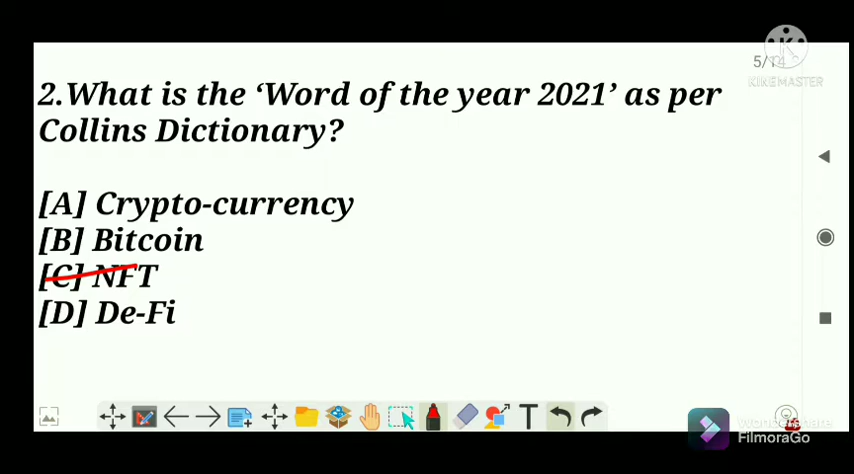 5/14
KINEMASTER
2.What is the ‘Word of the year 2021’ as per
Collins Dictionary?
[A] Crypto-currency
[B] Bitcoin
[C] NFT
[D] De-Fi
T
wondershare
FilmoraGo